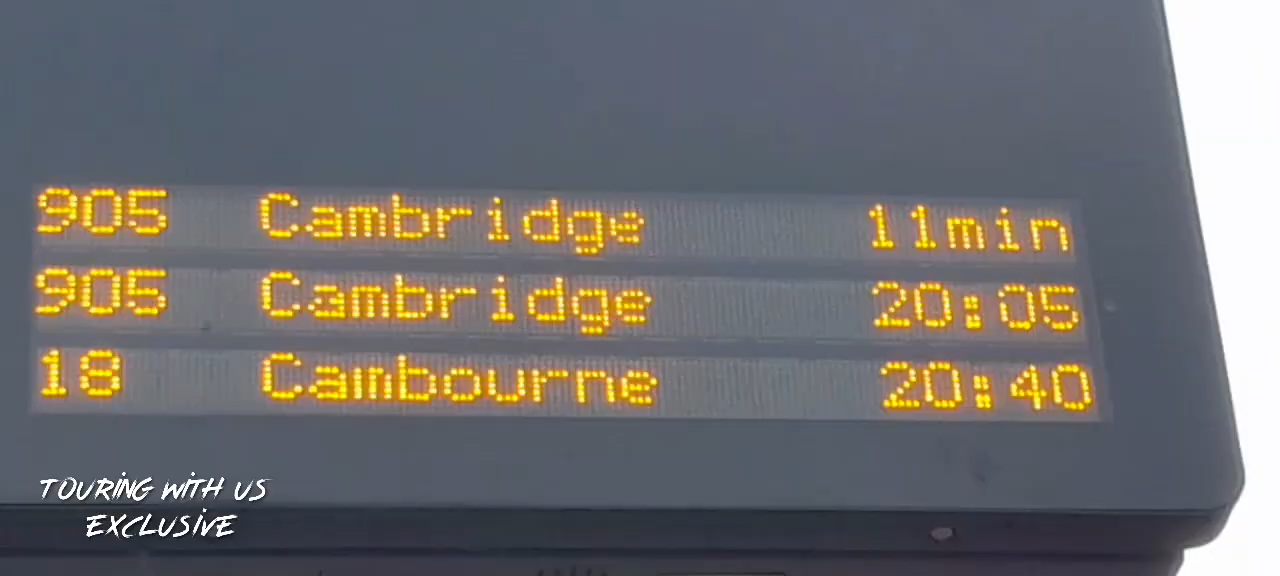 905 Cambridge 11min
905 Cambridge 20:05
18 Cambourne 20:40
TOURING WITH US
EXCLUSIVE